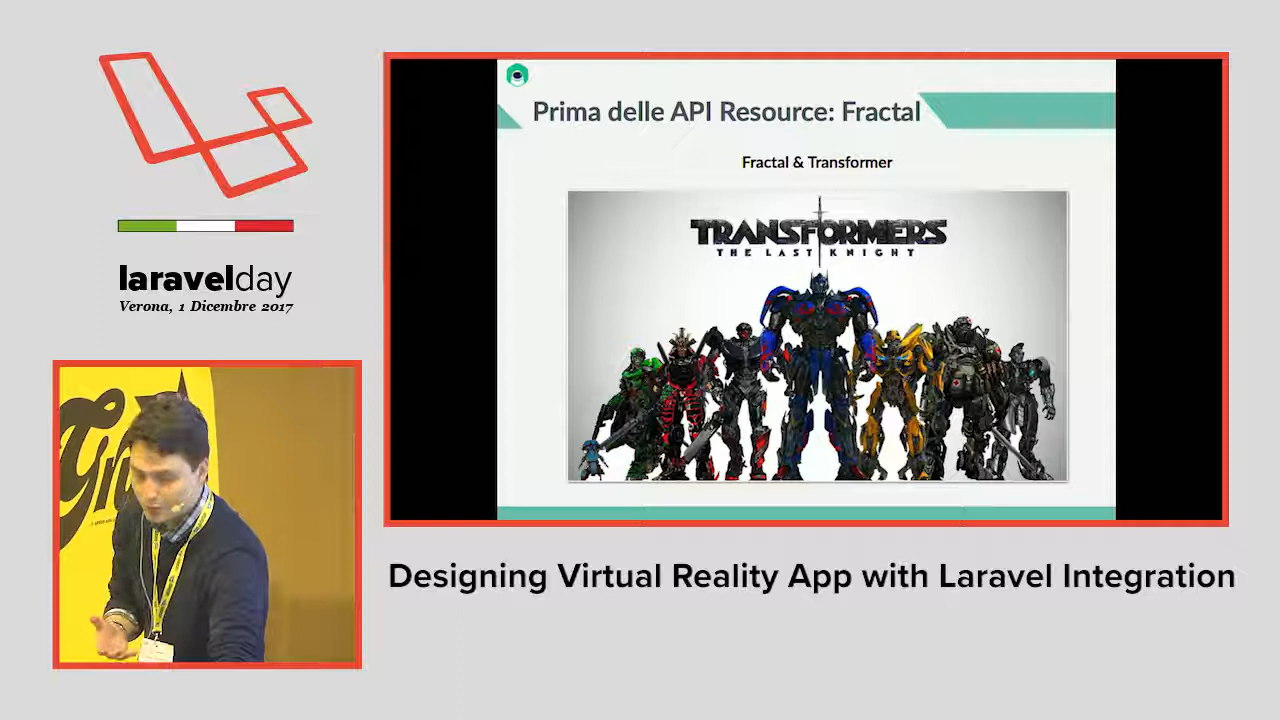 laravelday
Verona, 1 Dicembre 2017
Prima delle API Resource: Fractal
Fractal & Transformer
TRANSFORMERS
THE LAST KNIGHT
Designing Virtual Reality App with Laravel Integration